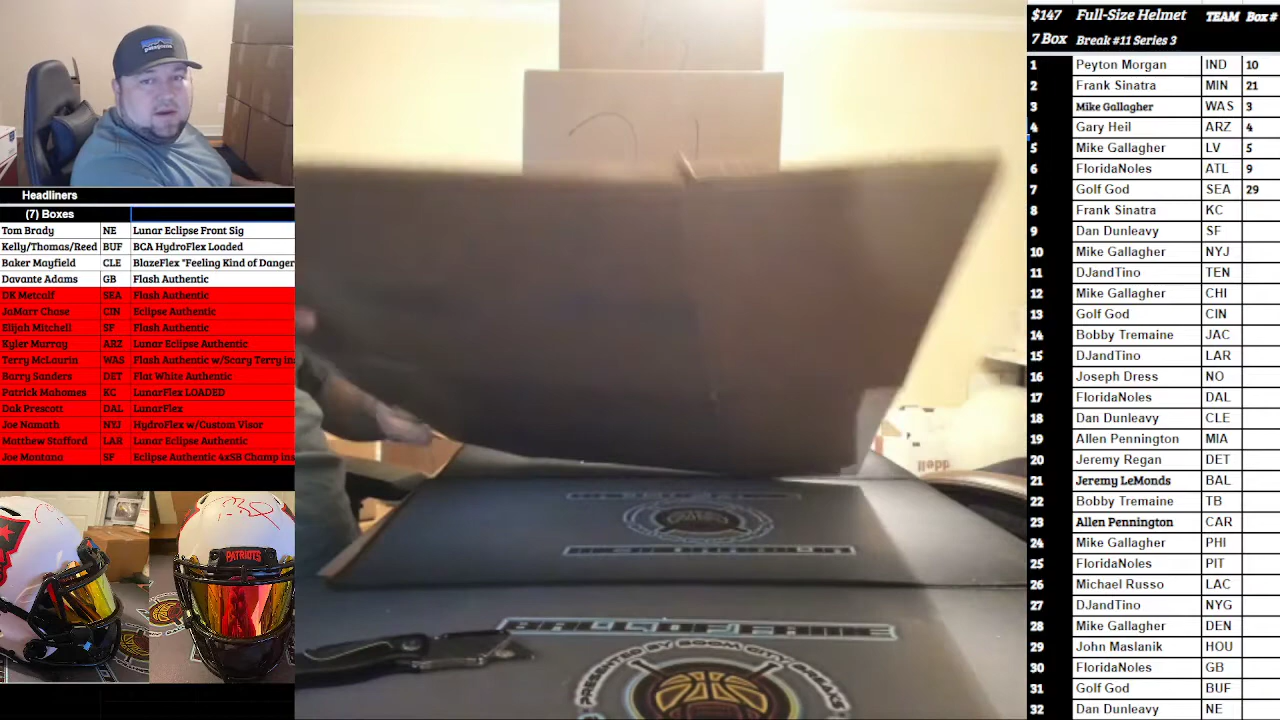 patagonia
Headliners
(7) Boxes
Tom Brady NE Lunar Eclipse Front Sig
Kelly/Thomas/Reed BUF BCA HydroFlex Loaded
Baker Mayfield CLE BlazeFlex "Feeling Kind of Danger
Davante Adams GB Flash Authentic
DK Metcalf SEA Flash Authentic
JaMarr Chase CIN Eclipse Authentic
Elijah Mitchell SF Flash Authentic
Kyler Murray ARZ Lunar Eclipse Authentic
Terry McLaurin WAS Flash Authentic w/Scary Terry in
Barry Sanders DET Flat White Authentic
Patrick Mahomes KC LunarFlex LOADED
Dak Prescott DAL LunarFlex
Joe Namath NYJ HydroFlex w/Custom Visor
Matthew Stafford LAR Lunar Eclipse Authentic
Joe Montana SF Eclipse Authentic 4xSB Champ in
PATRIOTS
21
ddell
HALL OF FAME
$147 Full-Size Helmet TEAM Box #
7 Box Break #11 Series 3
1 Peyton Morgan IND 10
2 Frank Sinatra MIN 21
3 Mike Gallagher WAS 3
4 Gary Heil ARZ 4
5 Mike Gallagher LV 5
6 FloridaNoles ATL 9
7 Golf God SEA 29
8 Frank Sinatra KC
9 Dan Dunleavy SF
10 Mike Gallagher NYJ
11 DJandTino TEN
12 Mike Gallagher CHI
13 Golf God CIN
14 Bobby Tremaine JAC
15 DJandTino LAR
16 Joseph Dress NO
17 FloridaNoles DAL
18 Dan Dunleavy CLE
19 Allen Pennington MIA
20 Jeremy Regan DET
21 Jeremy LeMonds BAL
22 Bobby Tremaine TB
23 Allen Pennington CAR
24 Mike Gallagher PHI
25 FloridaNoles PIT
26 Michael Russo LAC
27 DJandTino NYG
28 Mike Gallagher DEN
29 John Maslanik HOU
30 FloridaNoles GB
31 Golf God BUF
32 Dan Dunleavy NE